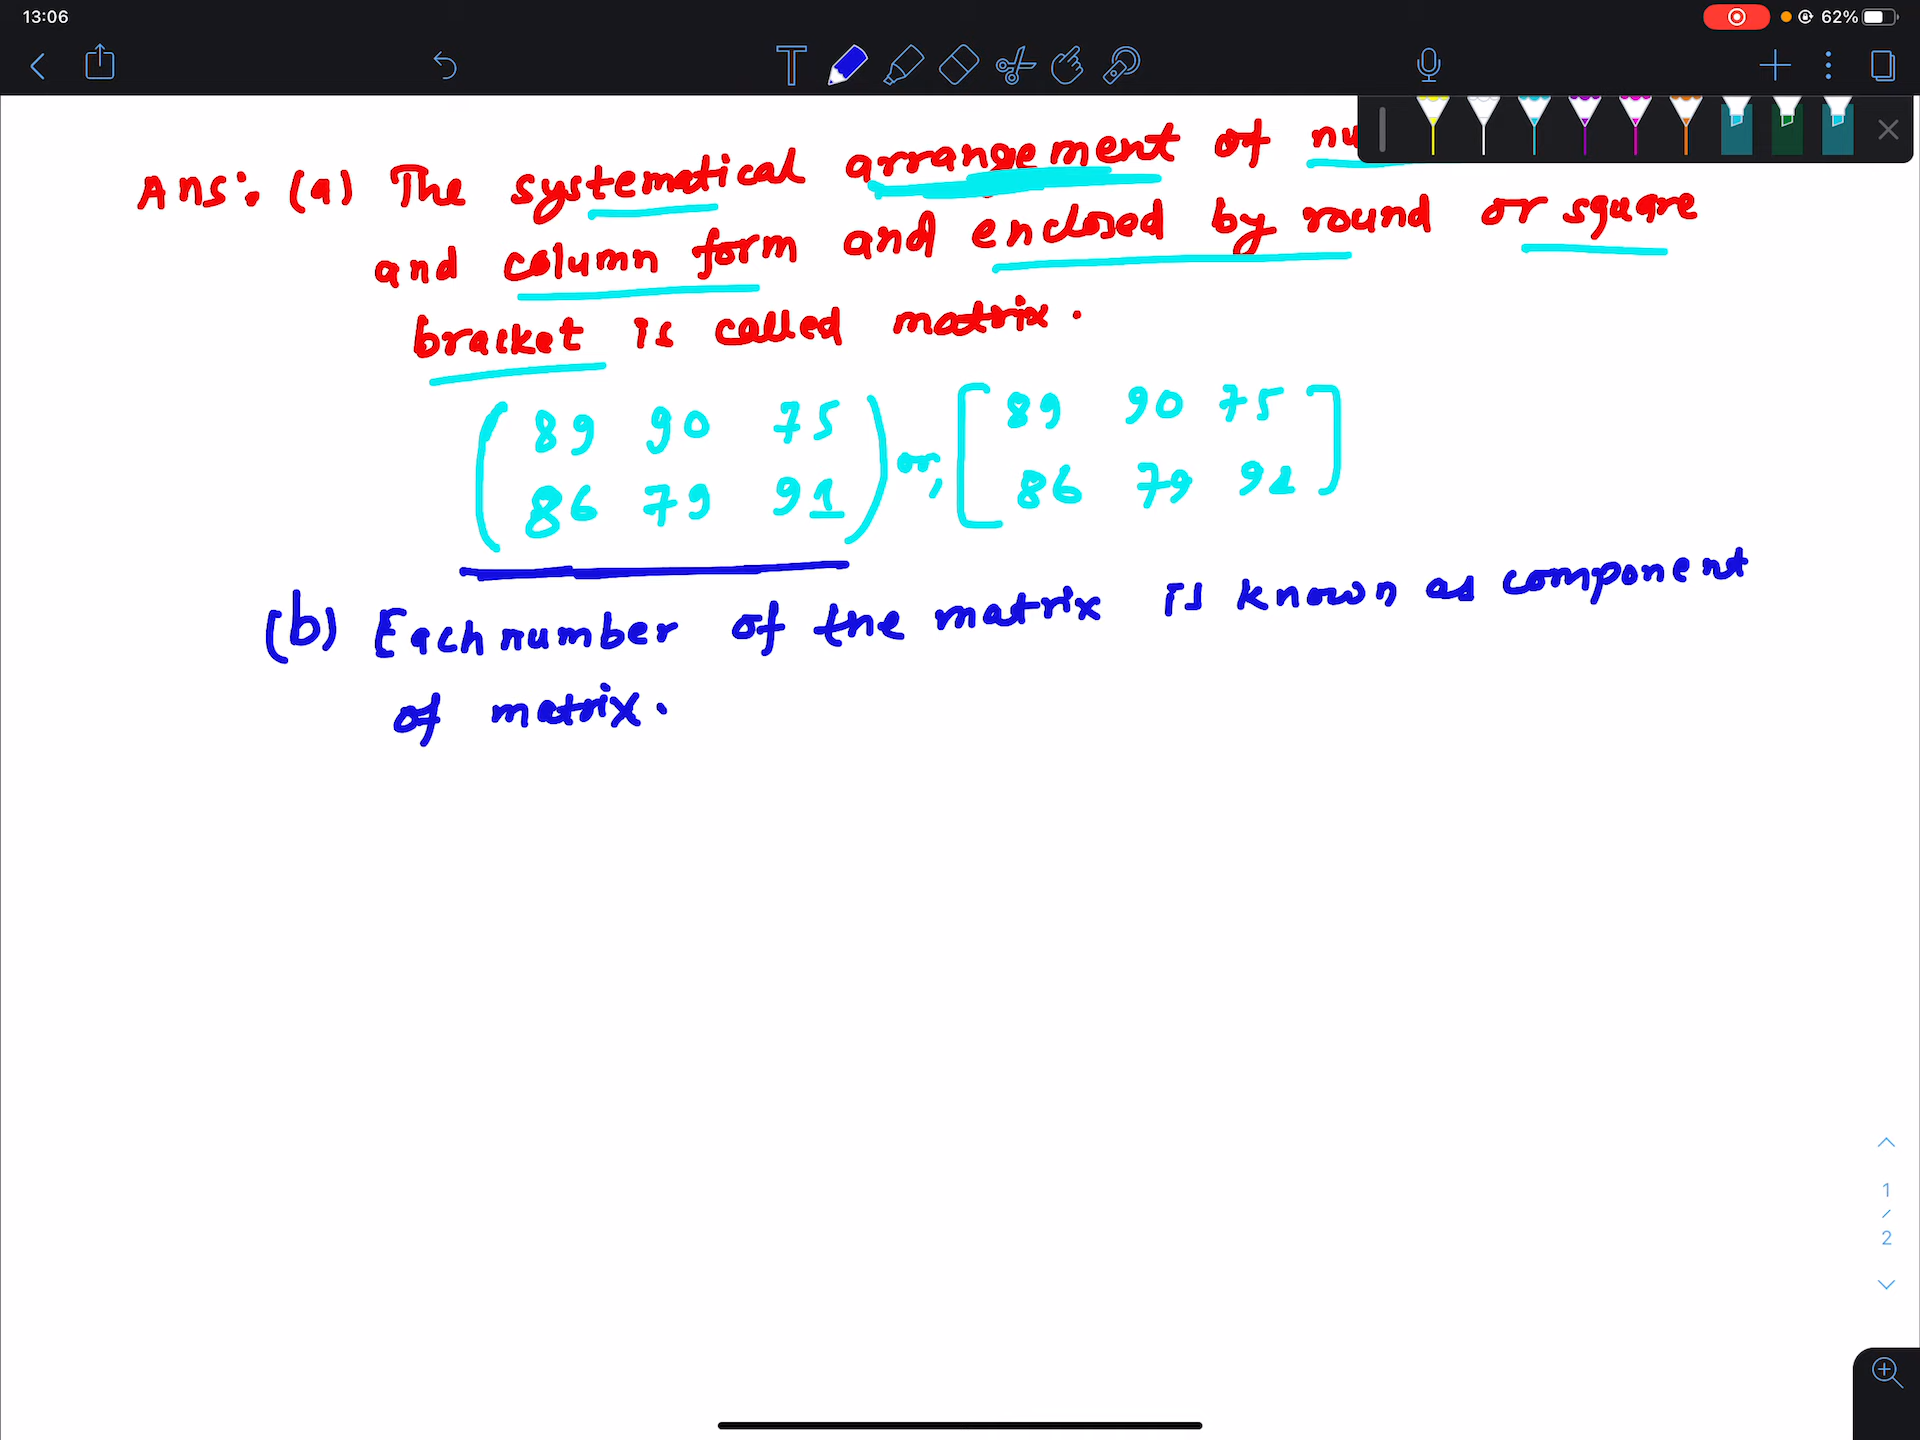 13:06
62%
Ans: (a) The systematical arrangement of
and column form and enclosed by round or square
bracket is called matrix.
( 89 90 75 ) or, [ 89 90 75 ]
86 79 91 86 79 91
(b) Each number of the matrix is known as component
of matrix.
1
/
2